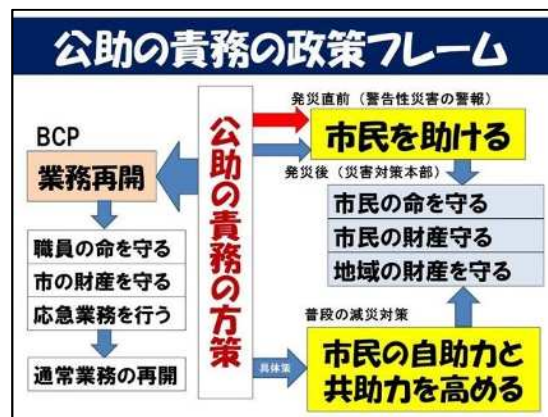 公助の責務の政策フレーム
発災直前（警告性災害の警報）
市民を助ける
発災後（災害対策本部）
市民の命を守る
市民の財産守る
地域の財産を守る
BCP
業務再開
職員の命を守る
市の財産を守る
応急業務を行う
通常業務の再開
公助の責務の方策
普段の減災対策
具体策
市民の自助力と
共助力を高める